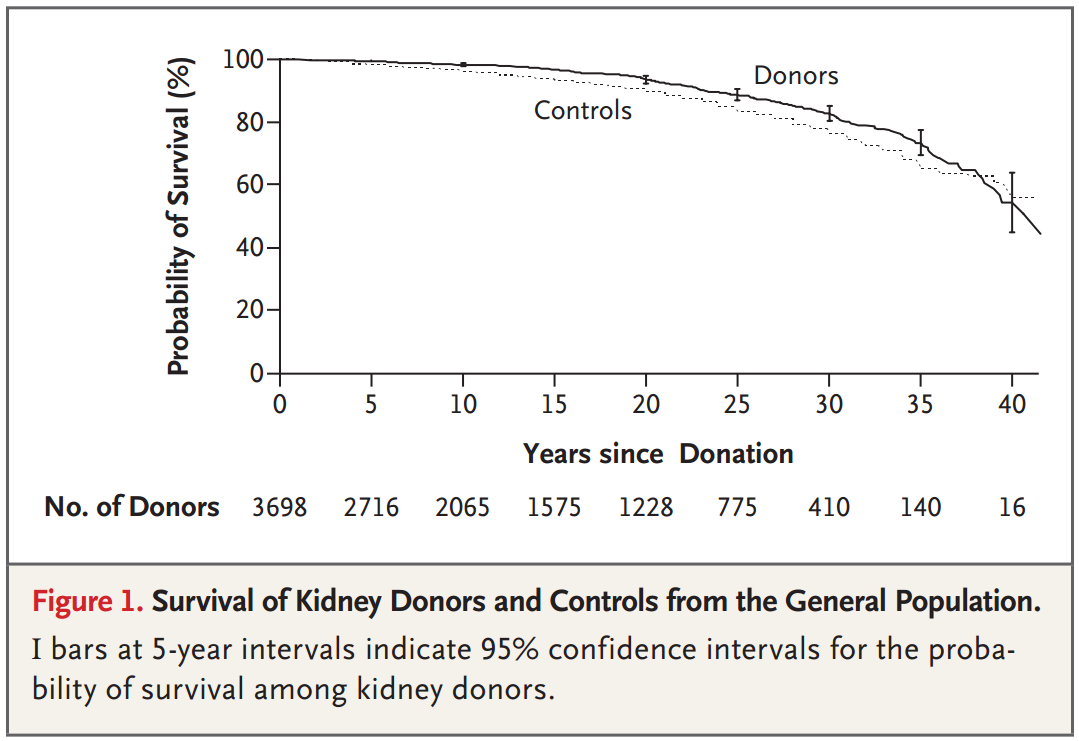 Probability of Survival (%)
100
80
60
40
20
0
Donors
Controls
0 5 10 15 20 25 30 35 40
Years since Donation
No. of Donors 3698 2716 2065 1575 1228 775 410 140 16
Figure 1. Survival of Kidney Donors and Controls from the General Population.
I bars at 5-year intervals indicate 95% confidence intervals for the proba-
bility of survival among kidney donors.